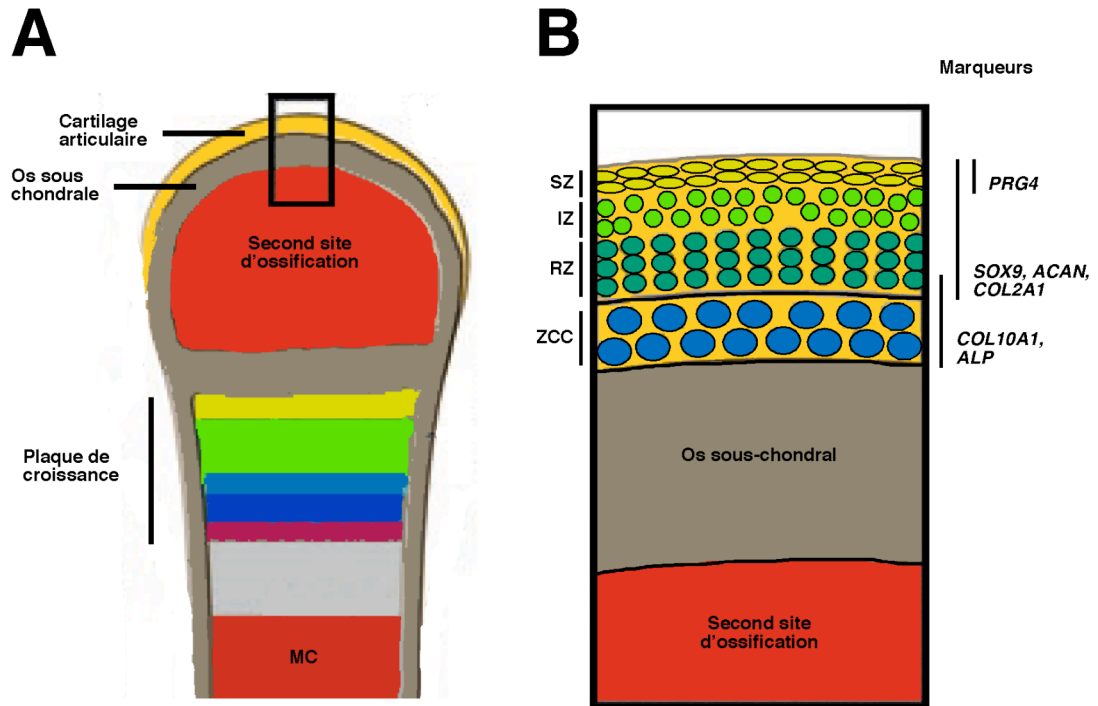 A
Cartilage
articulaire
Os sous
chondrale
Second site
d'ossification
Plaque de
croissance
MC
B
Marqueurs
SZ
IZ
RZ
ZCC
PRG4
SOX9, ACAN,
COL2A1
COL10A1,
ALP
Os sous-chondral
Second site
d'ossification